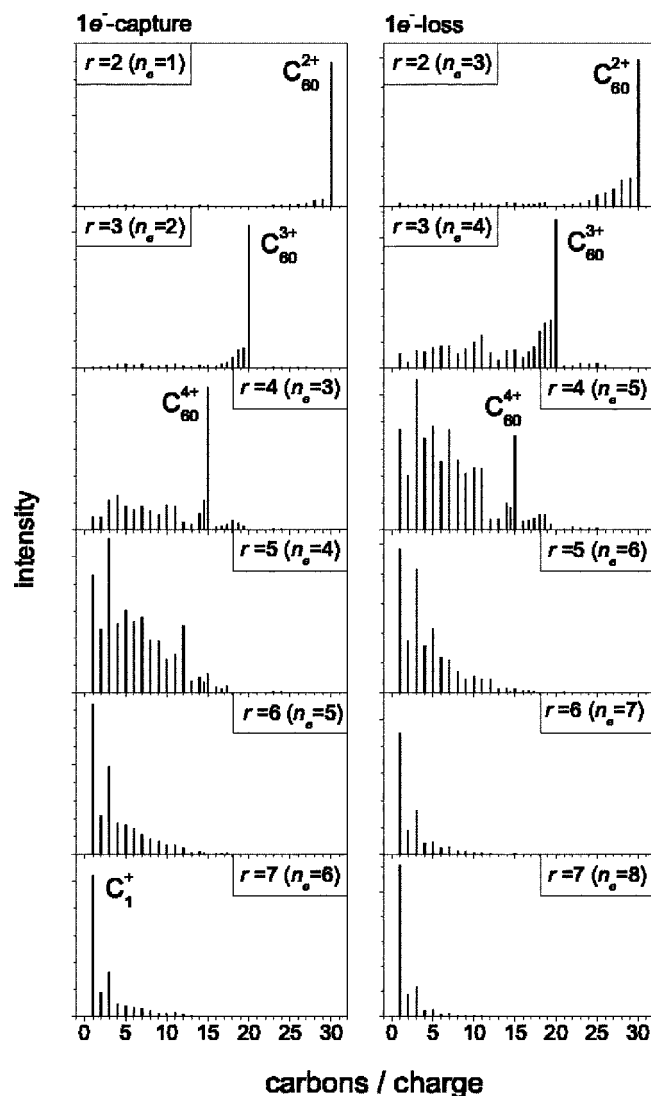 1e⁻-capture
1e⁻-loss
r=2 (nₑ=1)
C₆₀²⁺
r=2 (nₑ=3)
C₆₀²⁺
r=3 (nₑ=2)
C₆₀³⁺
r=3 (nₑ=4)
C₆₀³⁺
C₆₀⁴⁺
r=4 (nₑ=3)
C₆₀⁴⁺
r=4 (nₑ=5)
intensity
r=5 (nₑ=4)
r=5 (nₑ=6)
r=6 (nₑ=5)
r=6 (nₑ=7)
C₁⁺
r=7 (nₑ=6)
r=7 (nₑ=8)
0 5 10 15 20 25 30
0 5 10 15 20 25 30
carbons / charge